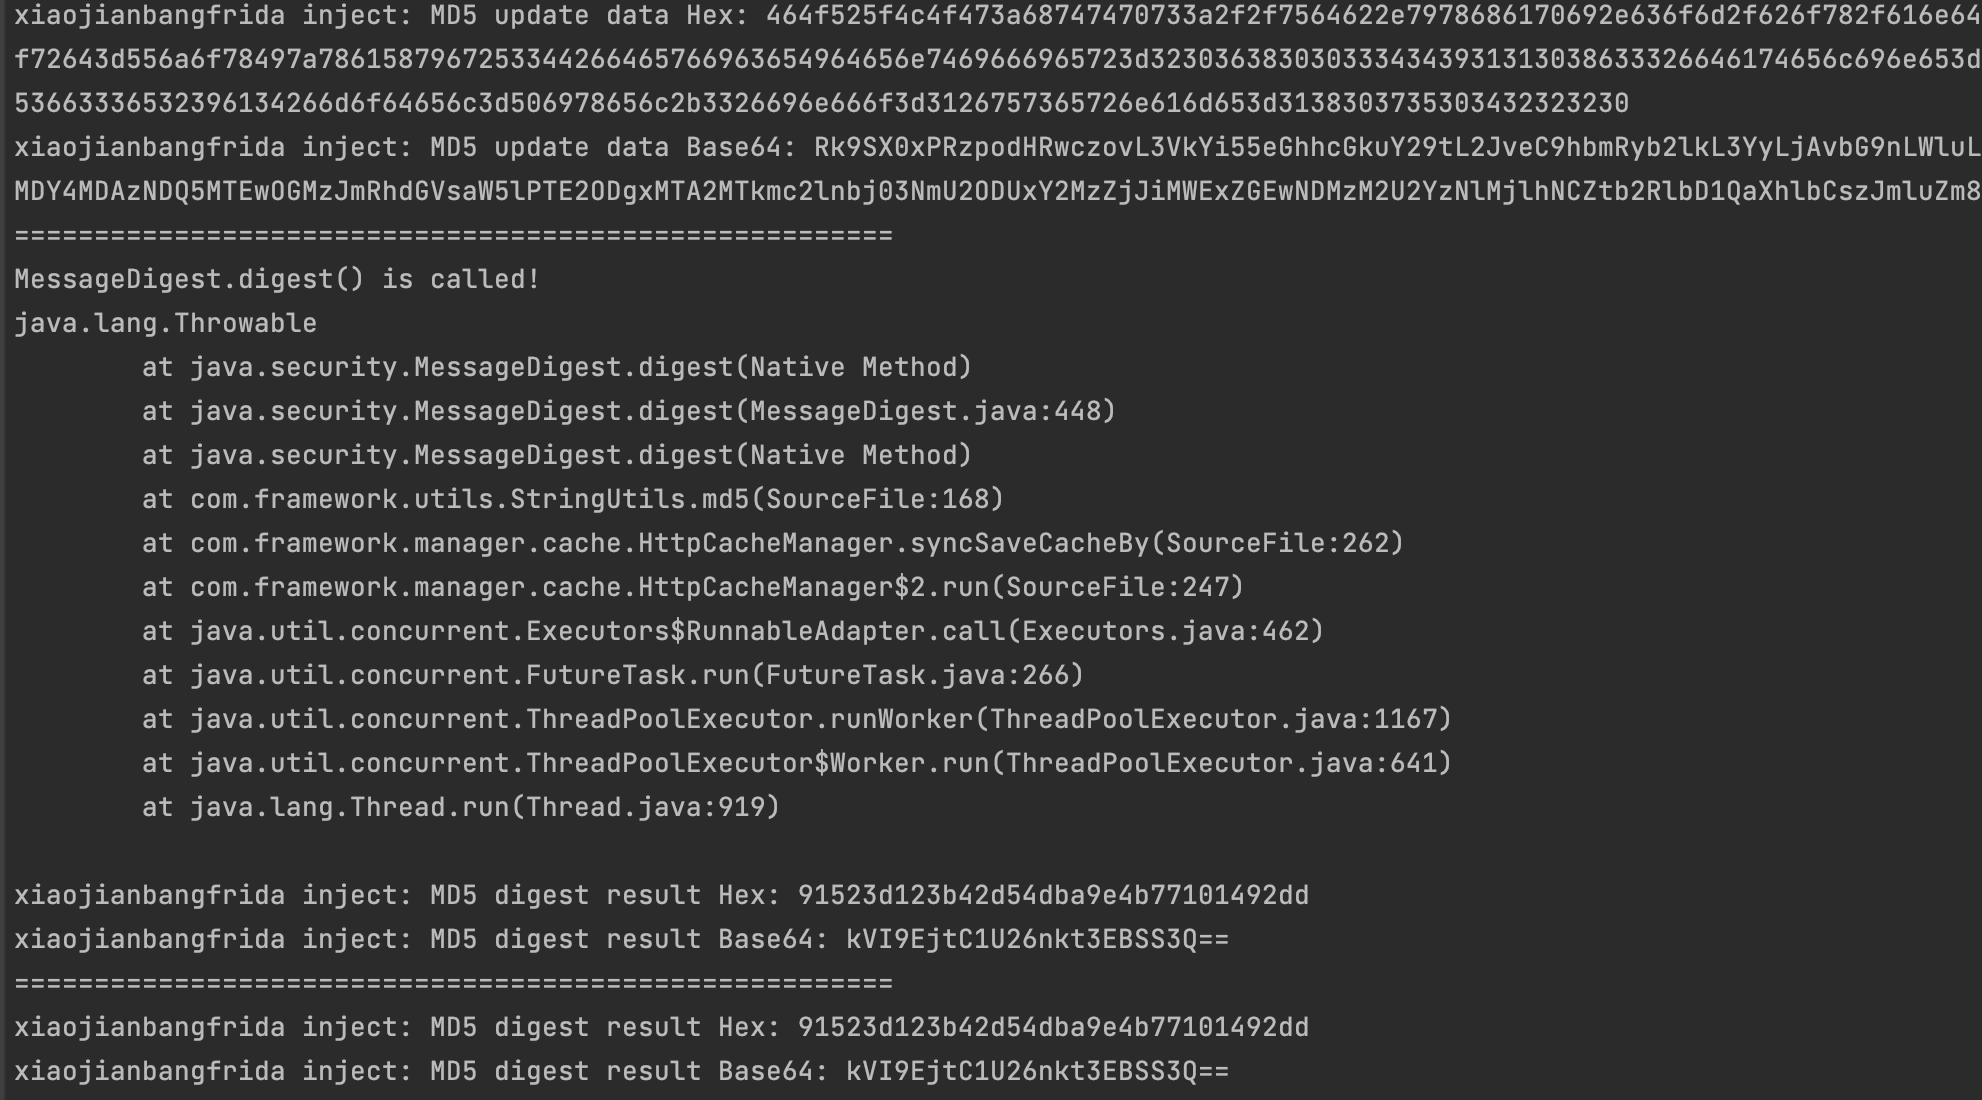 xiaojianbangfrida inject: MD5 update data Hex: 464f525f4c4f473a68747470733a2f2f7564622e7978686170692e636f6d2f626f782f616e64
f72643d556a6f78497a7861587967253344266465766963654964656e7469666965723d32303638303033343439313130386333326646174656c696e653d
53663336532396134266d6f64656c3d506978656c2b3326696e666f3d3126757365726e616d653d31383037353034323232230
xiaojianbangfrida inject: MD5 update data Base64: Rk9SX0xPRzpodHRwczovL3VkYi55eGhhcGkuY29tL2JveC9hbmRyb2lkL3YyLjAvbG9nLWluL
MDY4MDAzNDQ5MTEwOGMzJmRhdGVsaW5lPTE2ODgxMTA2MTkmc2lnbj03NmU2ODUxY2MzZjJiMWExZGEwNDMzM2U2YzNlMjlhNCZtb2RlbD1QaXhlbCszJmluZm8
=======================================================
MessageDigest.digest() is called!
java.lang.Throwable
at java.security.MessageDigest.digest(Native Method)
at java.security.MessageDigest.digest(MessageDigest.java:448)
at java.security.MessageDigest.digest(Native Method)
at com.framework.utils.StringUtils.md5(SourceFile:168)
at com.framework.manager.cache.HttpCacheManager.syncSaveCacheBy(SourceFile:262)
at com.framework.manager.cache.HttpCacheManager$2.run(SourceFile:247)
at java.util.concurrent.Executors$RunnableAdapter.call(Executors.java:462)
at java.util.concurrent.FutureTask.run(FutureTask.java:266)
at java.util.concurrent.ThreadPoolExecutor.runWorker(ThreadPoolExecutor.java:1167)
at java.util.concurrent.ThreadPoolExecutor$Worker.run(ThreadPoolExecutor.java:641)
at java.lang.Thread.run(Thread.java:919)
xiaojianbangfrida inject: MD5 digest result Hex: 91523d123b42d54dba9e4b77101492dd
xiaojianbangfrida inject: MD5 digest result Base64: kVI9EjtC1U26nkt3EBSS3Q==
=======================================================
xiaojianbangfrida inject: MD5 digest result Hex: 91523d123b42d54dba9e4b77101492dd
xiaojianbangfrida inject: MD5 digest result Base64: kVI9EjtC1U26nkt3EBSS3Q==